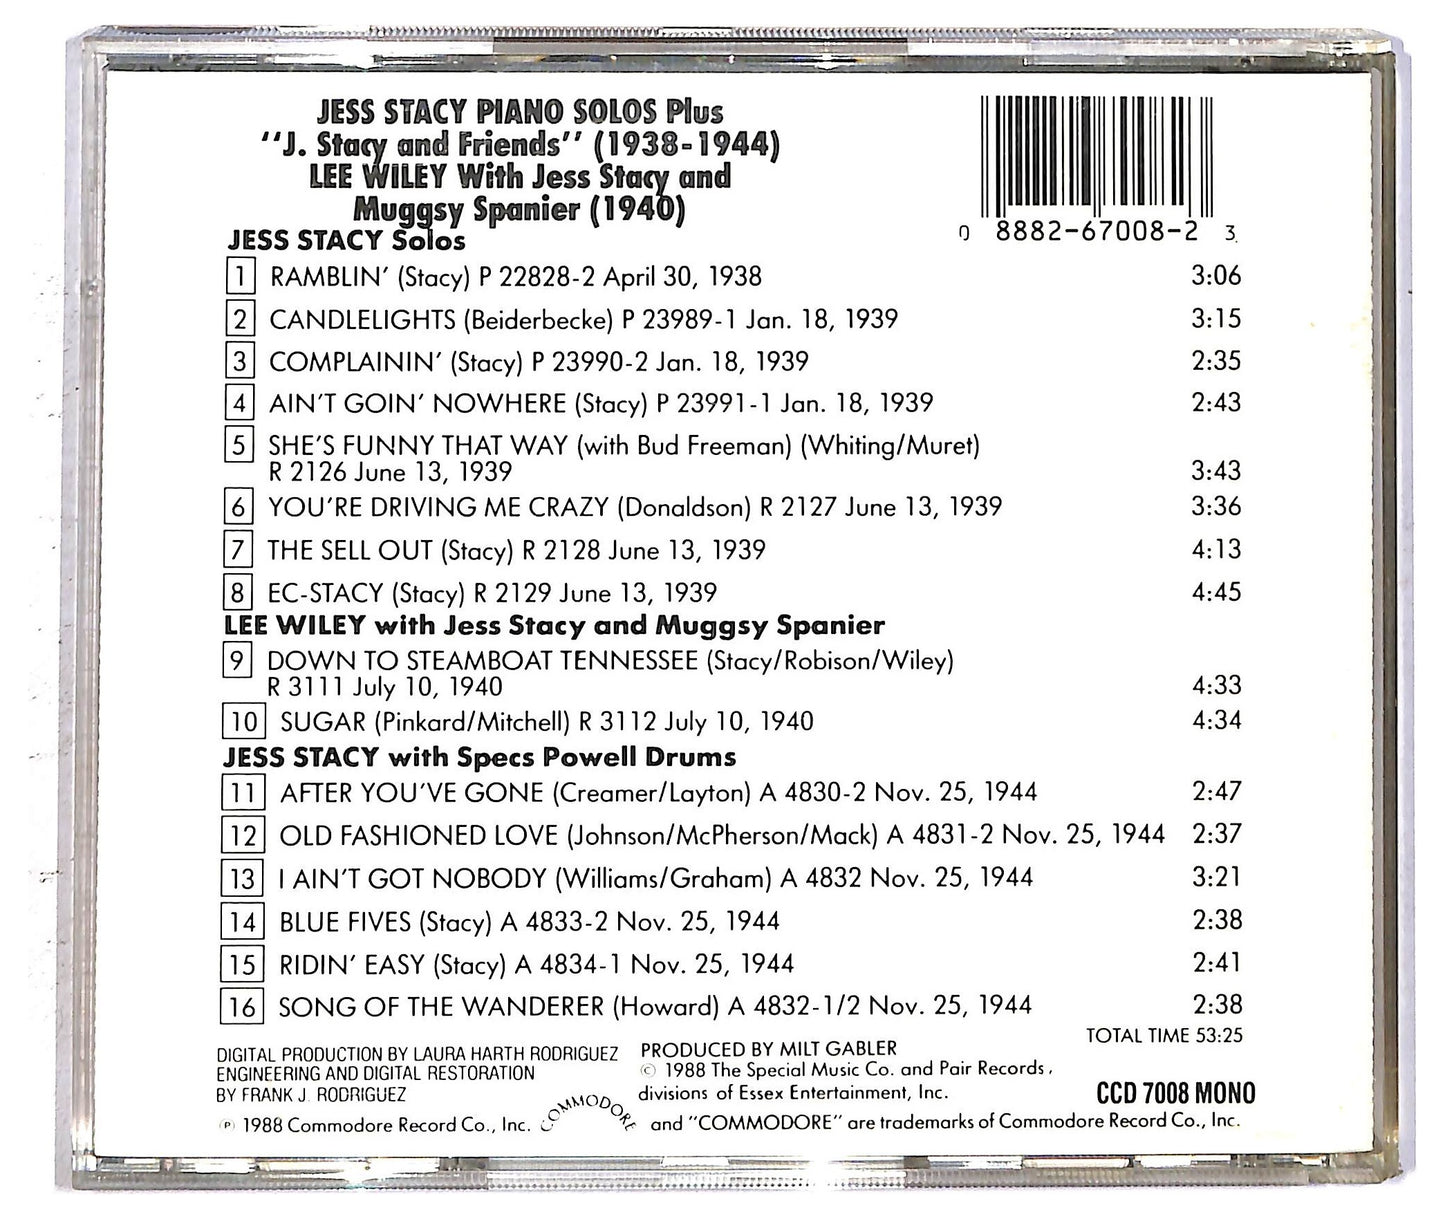 JESS STACY PIANO SOLOS Plus
"J. Stacy and Friends" (1938-1944)
LEE WILEY With Jess Stacy and
Muggsy Spanier (1940)
0 8882-67008-2 3
JESS STACY Solos
1 RAMBLIN' (Stacy) P 22828-2 April 30, 1938 3:06
2 CANDLELIGHTS (Beiderbecke) P 23989-1 Jan. 18, 1939 3:15
3 COMPLAININ' (Stacy) P 23990-2 Jan. 18, 1939 2:35
4 AIN'T GOIN' NOWHERE (Stacy) P 23991-1 Jan. 18, 1939 2:43
5 SHE'S FUNNY THAT WAY (with Bud Freeman) (Whiting/Muret)
R 2126 June 13, 1939 3:43
6 YOU'RE DRIVING ME CRAZY (Donaldson) R 2127 June 13, 1939 3:36
7 THE SELL OUT (Stacy) R 2128 June 13, 1939 4:13
8 EC-STACY (Stacy) R 2129 June 13, 1939 4:45
LEE WILEY with Jess Stacy and Muggsy Spanier
9 DOWN TO STEAMBOAT TENNESSEE (Stacy/Robison/Wiley)
R 3111 July 10, 1940 4:33
10 SUGAR (Pinkard/Mitchell) R 3112 July 10, 1940 4:34
JESS STACY with Specs Powell Drums
11 AFTER YOU'VE GONE (Creamer/Layton) A 4830-2 Nov. 25, 1944 2:47
12 OLD FASHIONED LOVE (Johnson/McPherson/Mack) A 4831-2 Nov. 25, 1944 2:37
13 I AIN'T GOT NOBODY (Williams/Graham) A 4832 Nov. 25, 1944 3:21
14 BLUE FIVES (Stacy) A 4833-2 Nov. 25, 1944 2:38
15 RIDIN' EASY (Stacy) A 4834-1 Nov. 25, 1944 2:41
16 SONG OF THE WANDERER (Howard) A 4832-1/2 Nov. 25, 1944 2:38
TOTAL TIME 53:25
DIGITAL PRODUCTION BY LAURA HARTH RODRIGUEZ
ENGINEERING AND DIGITAL RESTORATION
BY FRANK J. RODRIGUEZ
℗ 1988 Commodore Record Co., Inc.
COMMODORE
PRODUCED BY MILT GABLER
© 1988 The Special Music Co. and Pair Records,
divisions of Essex Entertainment, Inc.
and "COMMODORE" are trademarks of Commodore Record Co., Inc.
CCD 7008 MONO